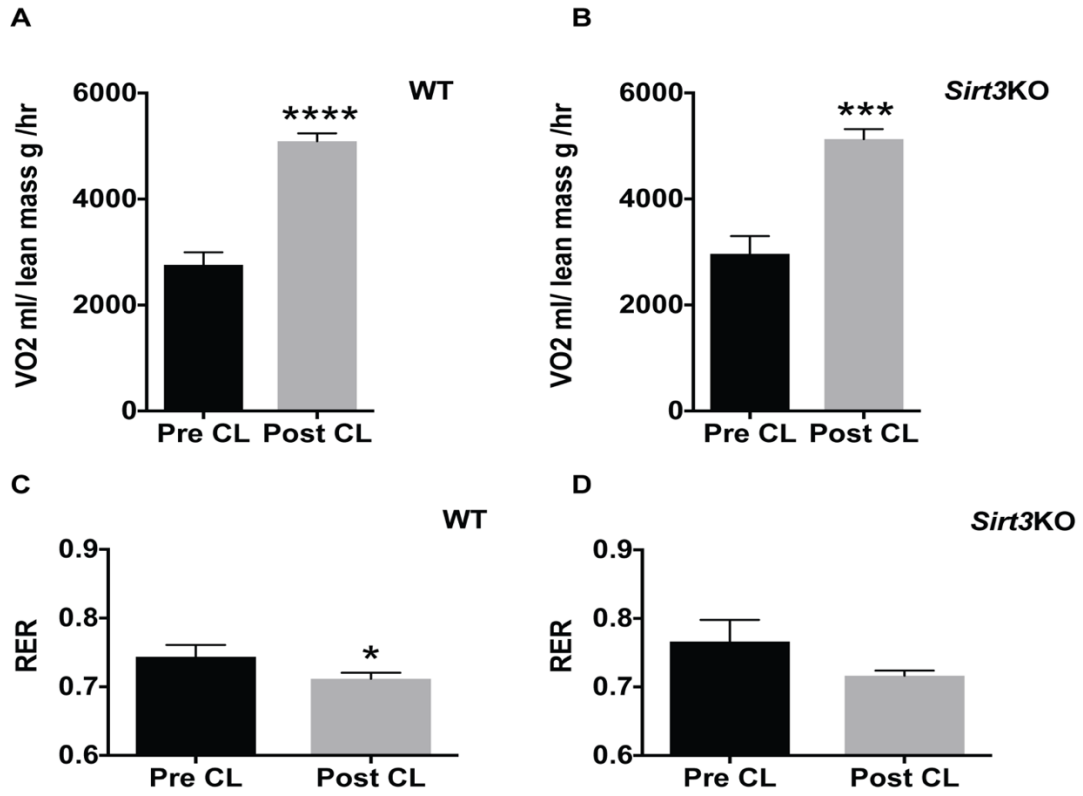 A
WT
VO2 ml/ lean mass g /hr
6000
4000
2000
0
****
Pre CL Post CL
B
Sirt3KO
VO2 ml/ lean mass g /hr
6000
4000
2000
0
***
Pre CL Post CL
C
WT
RER
0.9
0.8
0.7
0.6
*
Pre CL Post CL
D
Sirt3KO
RER
0.9
0.8
0.7
0.6
Pre CL Post CL